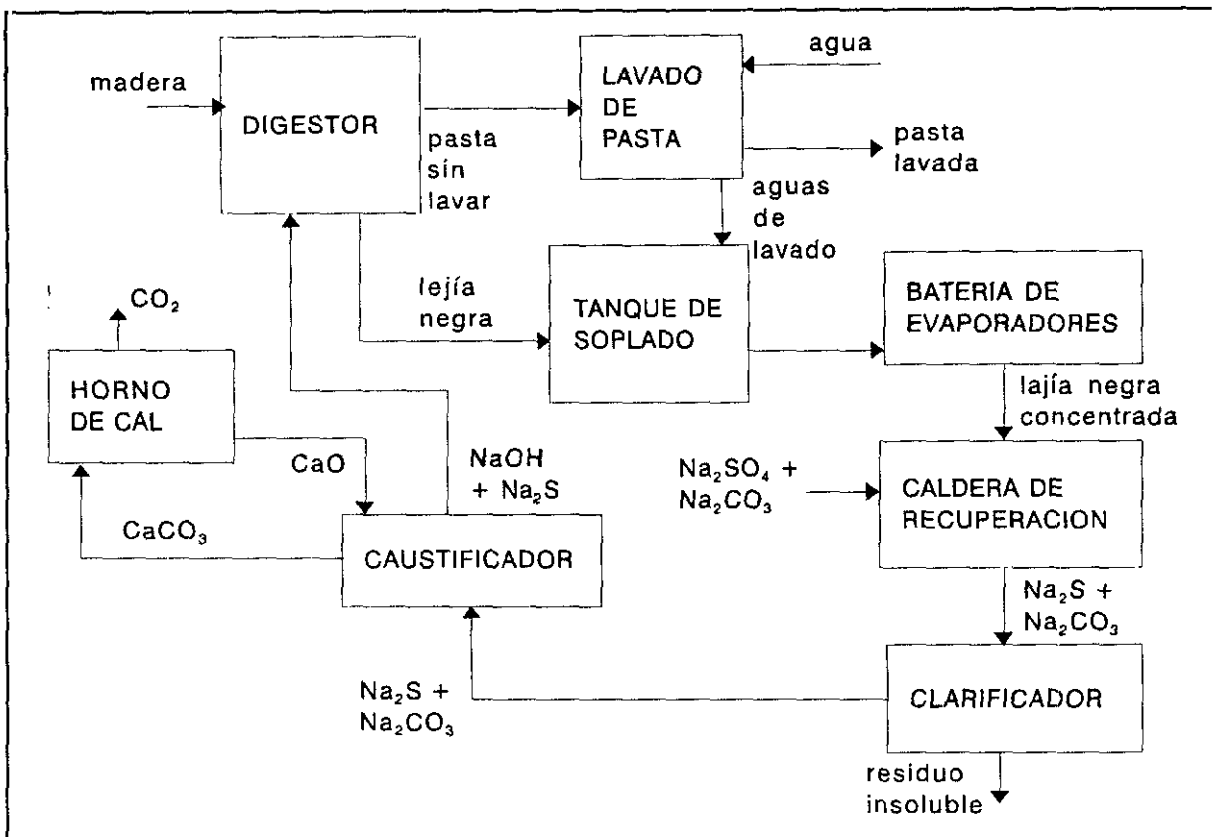 madera
DIGESTOR
pasta
sín
lavar
LAVADO
DE
PASTA
agua
pasta
lavada
aguas
de
lavado
lejía
negra
TANQUE DE
SOPLADO
BATERIA DE
EVAPORADORES
lajía negra
concentrada
CO₂
HORNO
DE CAL
CaO
CaCO₃
NaOH
+ Na₂S
CAUSTIFICADOR
Na₂SO₄ +
Na₂CO₃
CALDERA DE
RECUPERACION
Na₂S +
Na₂CO₃
Na₂S +
Na₂CO₃
CLARIFICADOR
residuo
insoluble